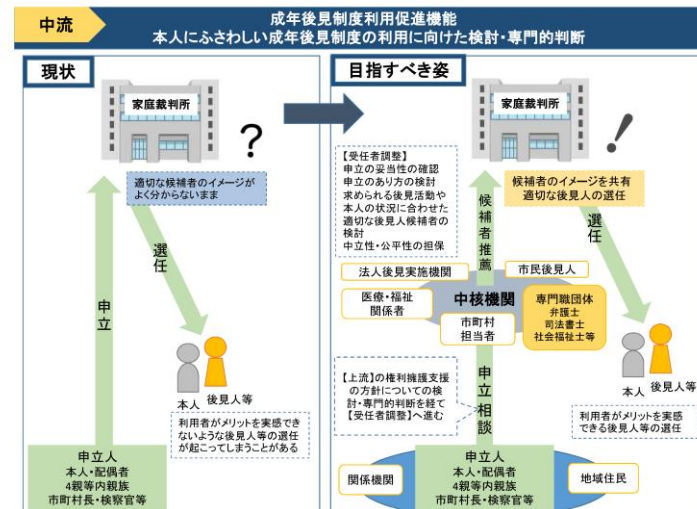 中流
成年後見制度利用促進機能
本人にふさわしい成年後見制度の利用に向けた検討・専門的判断
現状
家庭裁判所
?
適切な候補者のイメージが
よく分からないまま
選任
申立
本人
後見人等
利用者がメリットを実感でき
ないような後見人等の選任
が起こってしまうことがある
申立人
本人・配偶者
4親等内親族
市町村長・検察官等
目指すべき姿
家庭裁判所
!
【受任者調整】
申立の妥当性の確認
申立のあり方の検討
求められる後見活動や
本人の状況に合わせた
適切な後見人候補者の
検討
中立性・公平性の担保
候補者のイメージを共有
適切な後見人の選任
候補者推薦
選任
法人後見実施機関
市民後見人
医療・福祉
関係者
中核機関
専門職団体
弁護士
司法書士
社会福祉士等
市町村
担当者
本人
後見人等
【上流】の権利擁護支援
の方針についての検
討・専門的判断を経て
【受任者調整】へ進む
申立相談
利用者がメリットを実感
できる後見人等の選任
関係機関
申立人
本人・配偶者
4親等内親族
市町村長・検察官等
地域住民